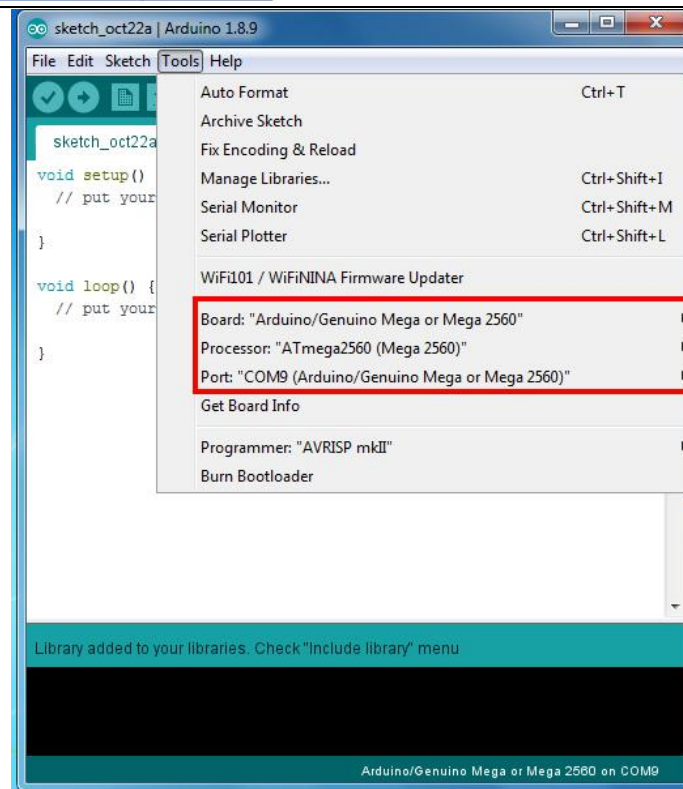 sketch_oct22a | Arduino 1.8.9
File Edit Sketch Tools Help
Auto Format Ctrl+T
Archive Sketch
sketch_oct22a
Fix Encoding & Reload
void setup()
Manage Libraries... Ctrl+Shift+I
// put your
Serial Monitor Ctrl+Shift+M
}
Serial Plotter Ctrl+Shift+L
WiFi101 / WiFiNINA Firmware Updater
void loop() {
// put your
Board: "Arduino/Genuino Mega or Mega 2560"
}
Processor: "ATmega2560 (Mega 2560)"
Port: "COM9 (Arduino/Genuino Mega or Mega 2560)"
Get Board Info
Programmer: "AVRISP mkII"
Burn Bootloader
Library added to your libraries. Check "Include library" menu
Arduino/Genuino Mega or Mega 2560 on COM9